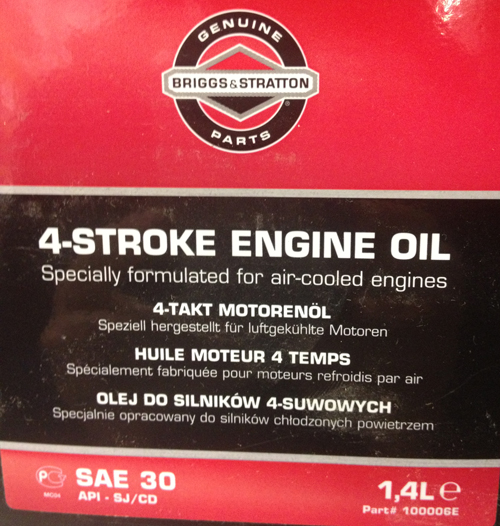 GENUINE
BRIGGS&STRATTON
®
PARTS
4-STROKE ENGINE OIL
Specially formulated for air-cooled engines
4-TAKT MOTORENÖL
Speziell hergestellt für luftgekühlte Motoren
HUILE MOTEUR 4 TEMPS
Spécialement fabriquée pour moteurs refroidis par air
OLEJ DO SILNIKÓW 4-SUWOWYCH
Specjalnie opracowany do silników chłodzonych powietrzem
SAE 30
1,4L ℮
MC04
API - SJ/CD
Part# 100006E